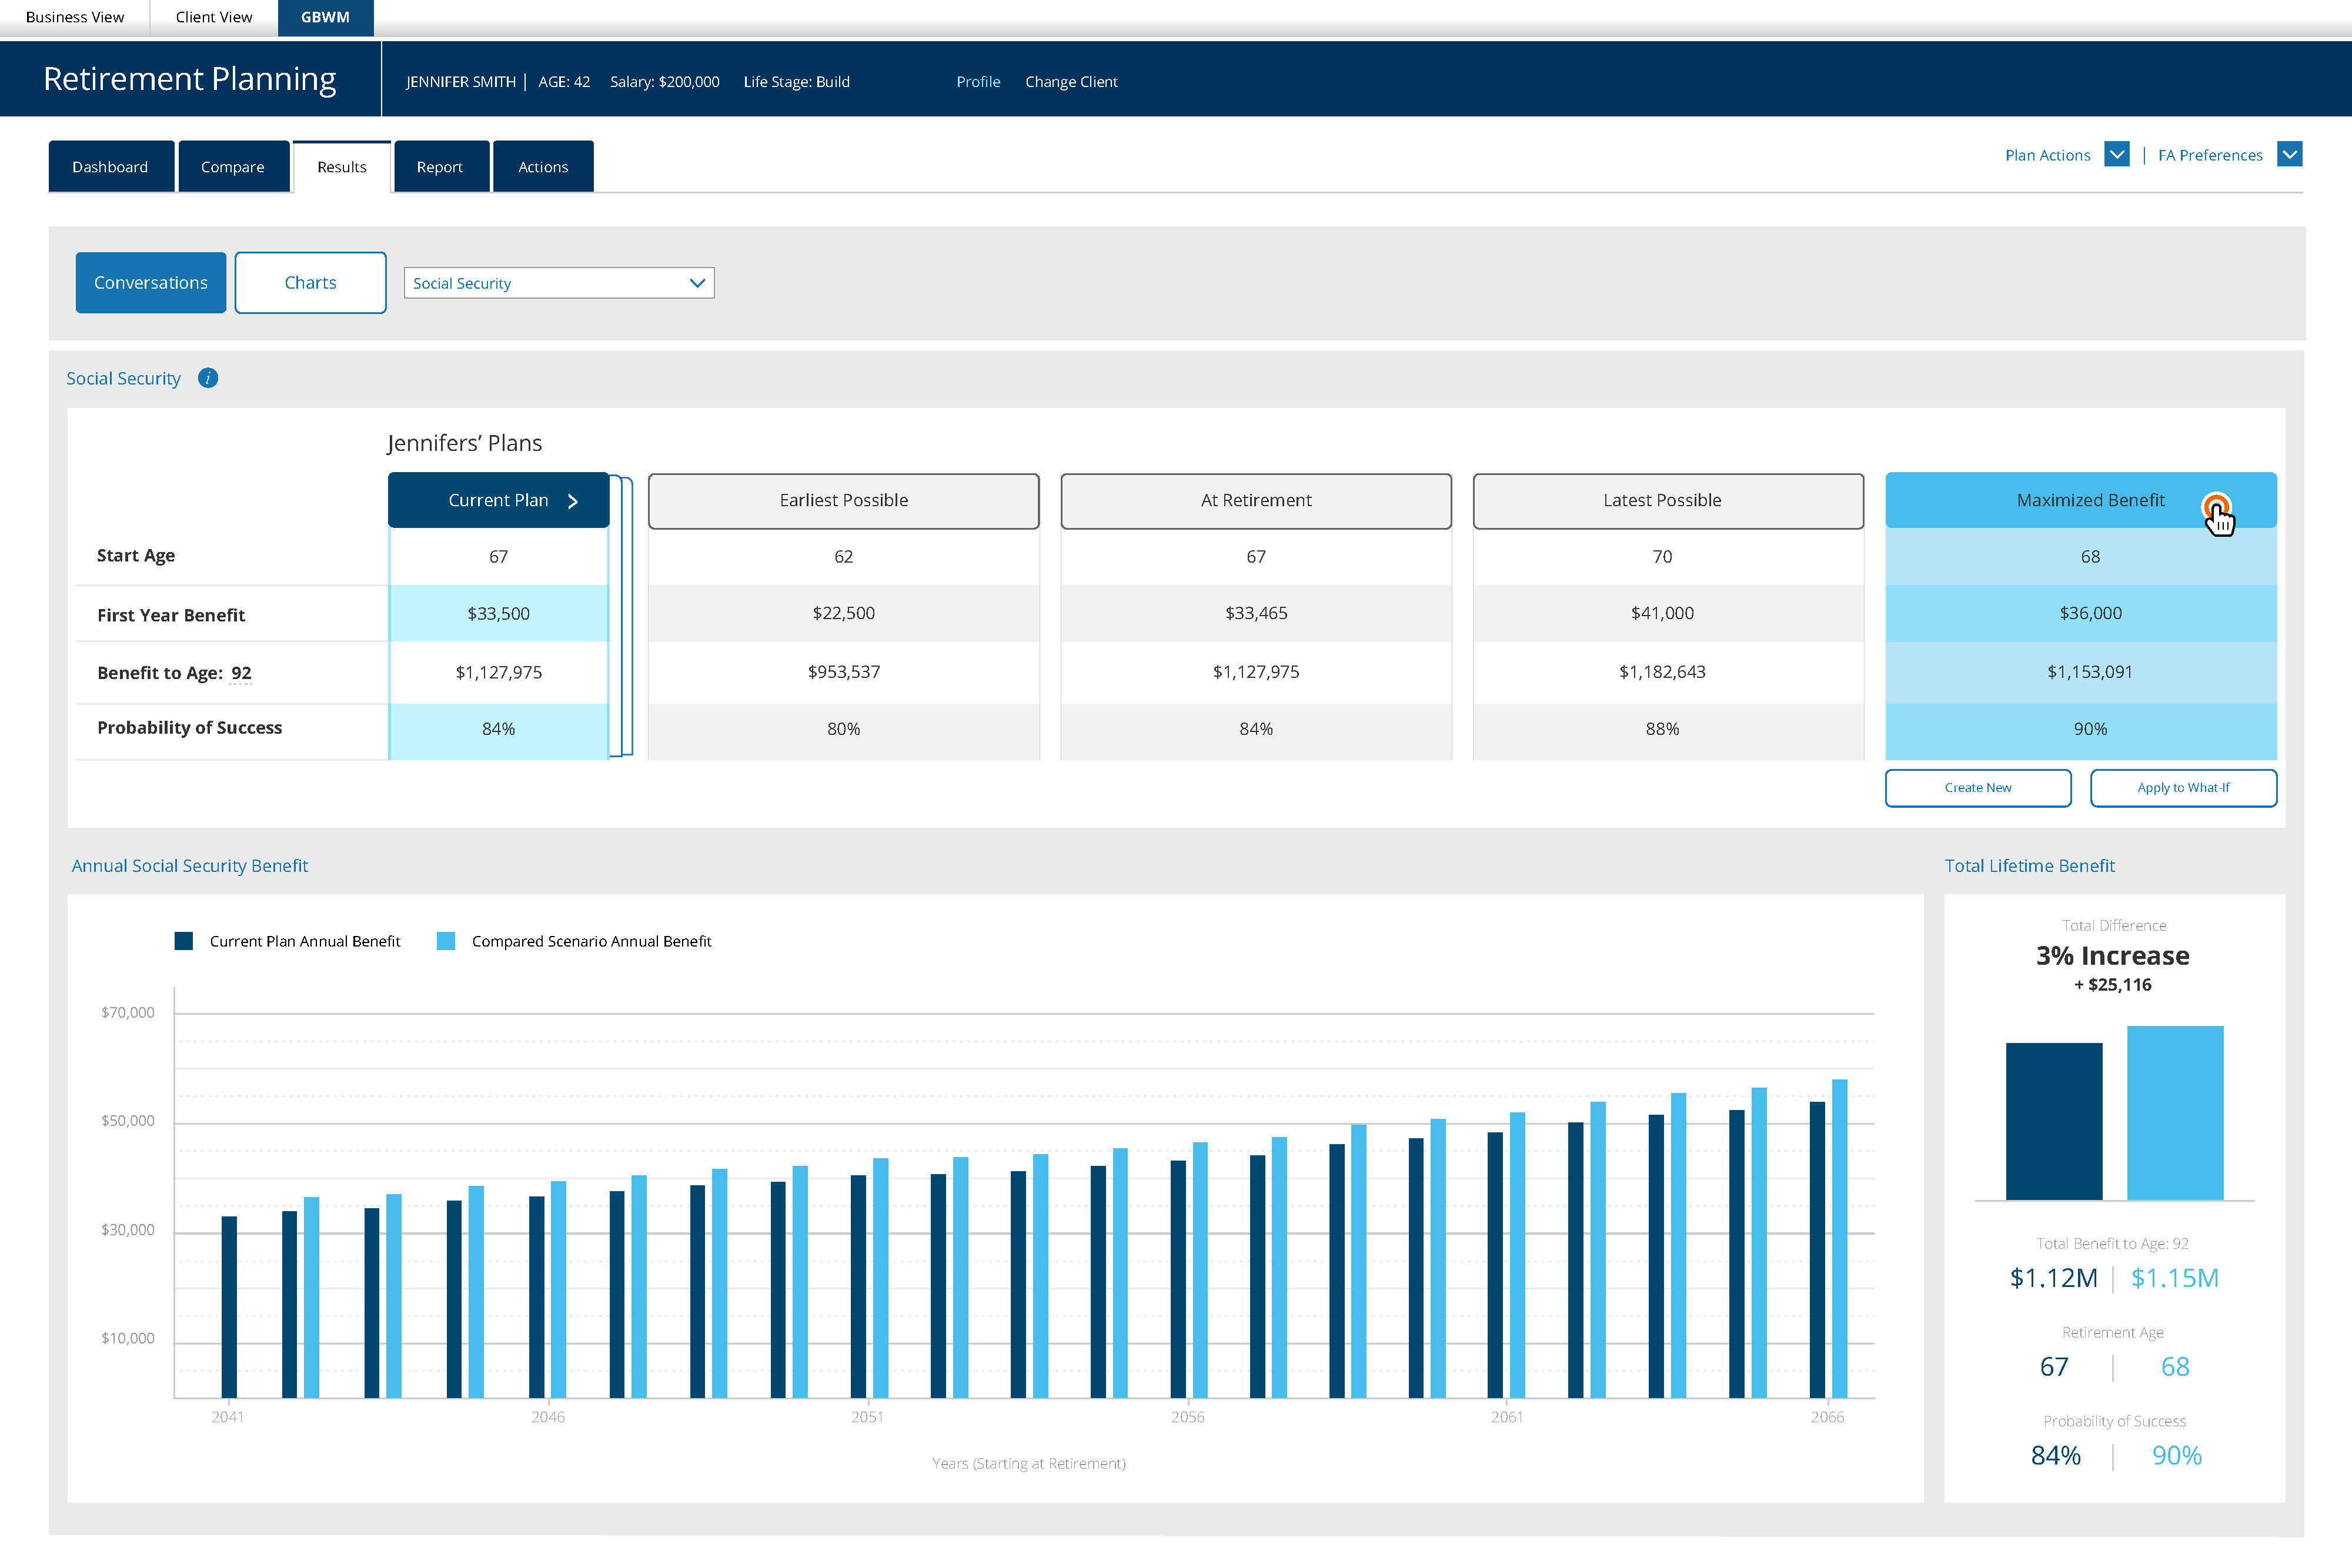 Business View Client View GBWM
Retirement Planning JENNIFER SMITH | AGE: 42 Salary: $200,000 Life Stage: Build Profile Change Client
Dashboard Compare Results Report Actions Plan Actions | FA Preferences
Conversations Charts Social Security
Social Security i
Jennifers’ Plans
Current Plan > Earliest Possible At Retirement Latest Possible Maximized Benefit
Start Age 67 62 67 70 68
First Year Benefit $33,500 $22,500 $33,465 $41,000 $36,000
Benefit to Age: 92 $1,127,975 $953,537 $1,127,975 $1,182,643 $1,153,091
Probability of Success 84% 80% 84% 88% 90%
Create New Apply to What-If
Annual Social Security Benefit
Current Plan Annual Benefit Compared Scenario Annual Benefit
$70,000
$50,000
$30,000
$10,000
2041 2046 2051 2056 2061 2066
Years (Starting at Retirement)
Total Lifetime Benefit
Total Difference
3% Increase
+ $25,116
Total Benefit to Age: 92
$1.12M | $1.15M
Retirement Age
67 | 68
Probability of Success
84% | 90%